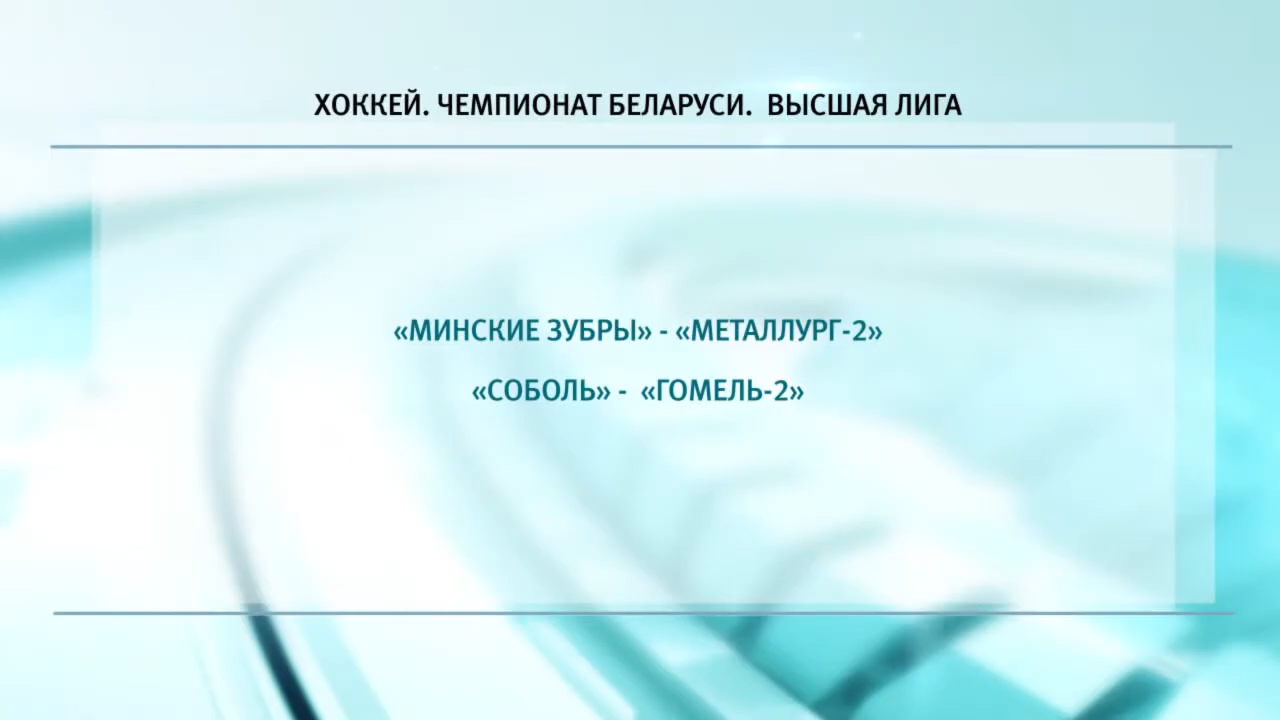 ХОККЕЙ. ЧЕМПИОНАТ БЕЛАРУСИ.  ВЫСШАЯ ЛИГА
«МИНСКИЕ ЗУБРЫ» - «МЕТАЛЛУРГ-2»
«СОБОЛЬ» -  «ГОМЕЛЬ-2»